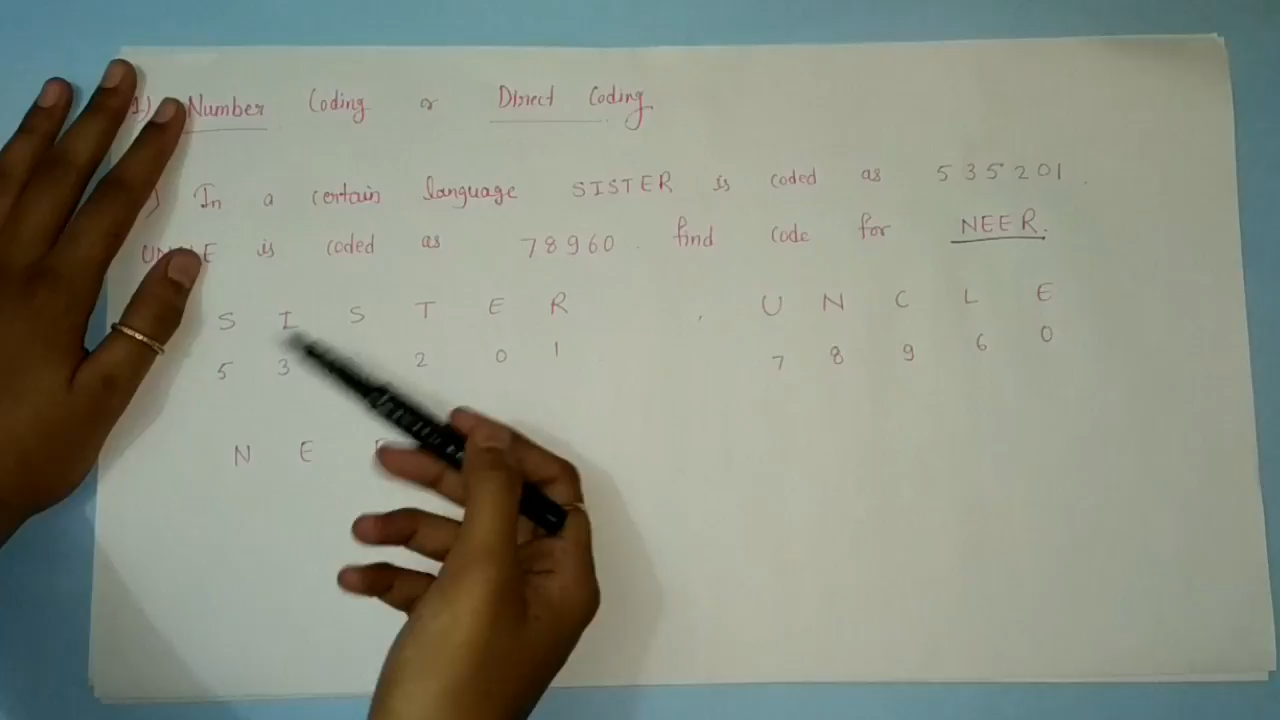 1) Number Coding or Direct Coding
) In a certain language SISTER is coded as 535201.
is coded as 78960. find code for NEER.
S I S T E R , U N C L E
5 3 2 0 1 7 8 9 6 0
N E